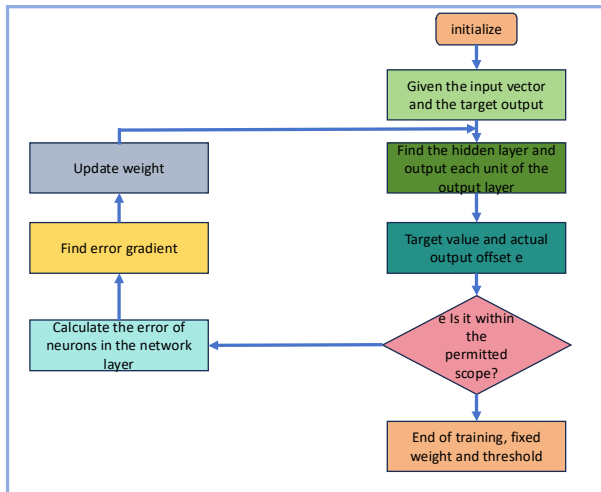 initialize
Given the input vector
and the target output
Find the hidden layer and
output each unit of the
output layer
Target value and actual
output offset e
e Is it within
the
permitted
scope?
End of training, fixed
weight and threshold
Calculate the error of
neurons in the network
layer
Find error gradient
Update weight